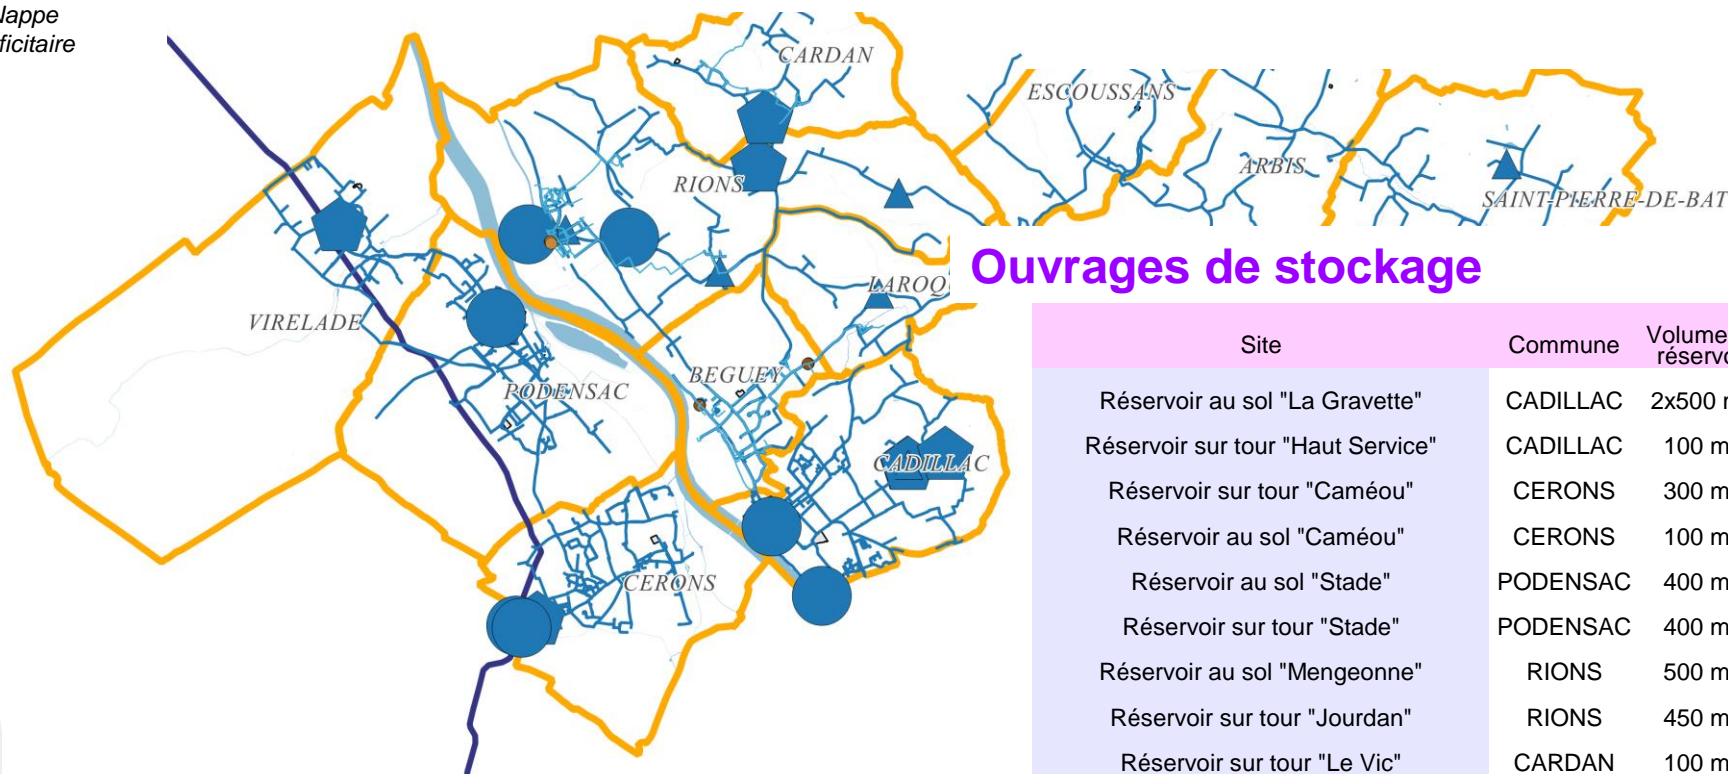 ficitaire
CARDAN
ESCOUSSANS
ARBIS
RIONS
SAINT-PIERRE-DE-BAT
LAROQU
VIRELADE
PODENSAC
BEGUEY
CADILLAC
CERONS
Ouvrages de stockage
Site Commune Volume
réservo
Réservoir au sol "La Gravette" CADILLAC 2x500 m
Réservoir sur tour "Haut Service" CADILLAC 100 m
Réservoir sur tour "Caméou" CERONS 300 m
Réservoir au sol "Caméou" CERONS 100 m
Réservoir au sol "Stade" PODENSAC 400 m
Réservoir sur tour "Stade" PODENSAC 400 m
Réservoir au sol "Mengeonne" RIONS 500 m
Réservoir sur tour "Jourdan" RIONS 450 m
Réservoir sur tour "Le Vic" CARDAN 100 m